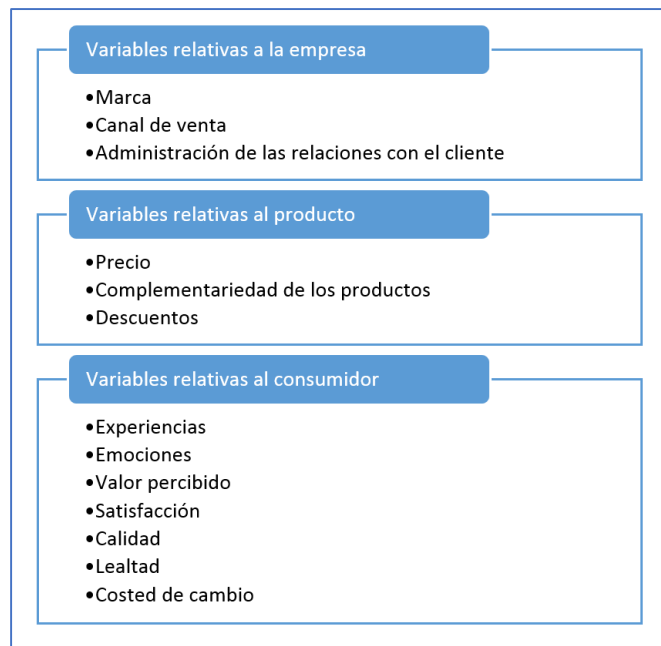 Variables relativas a la empresa
•Marca
•Canal de venta
•Administración de las relaciones con el cliente
Variables relativas al producto
•Precio
•Complementariedad de los productos
•Descuentos
Variables relativas al consumidor
•Experiencias
•Emociones
•Valor percibido
•Satisfacción
•Calidad
•Lealtad
•Costed de cambio